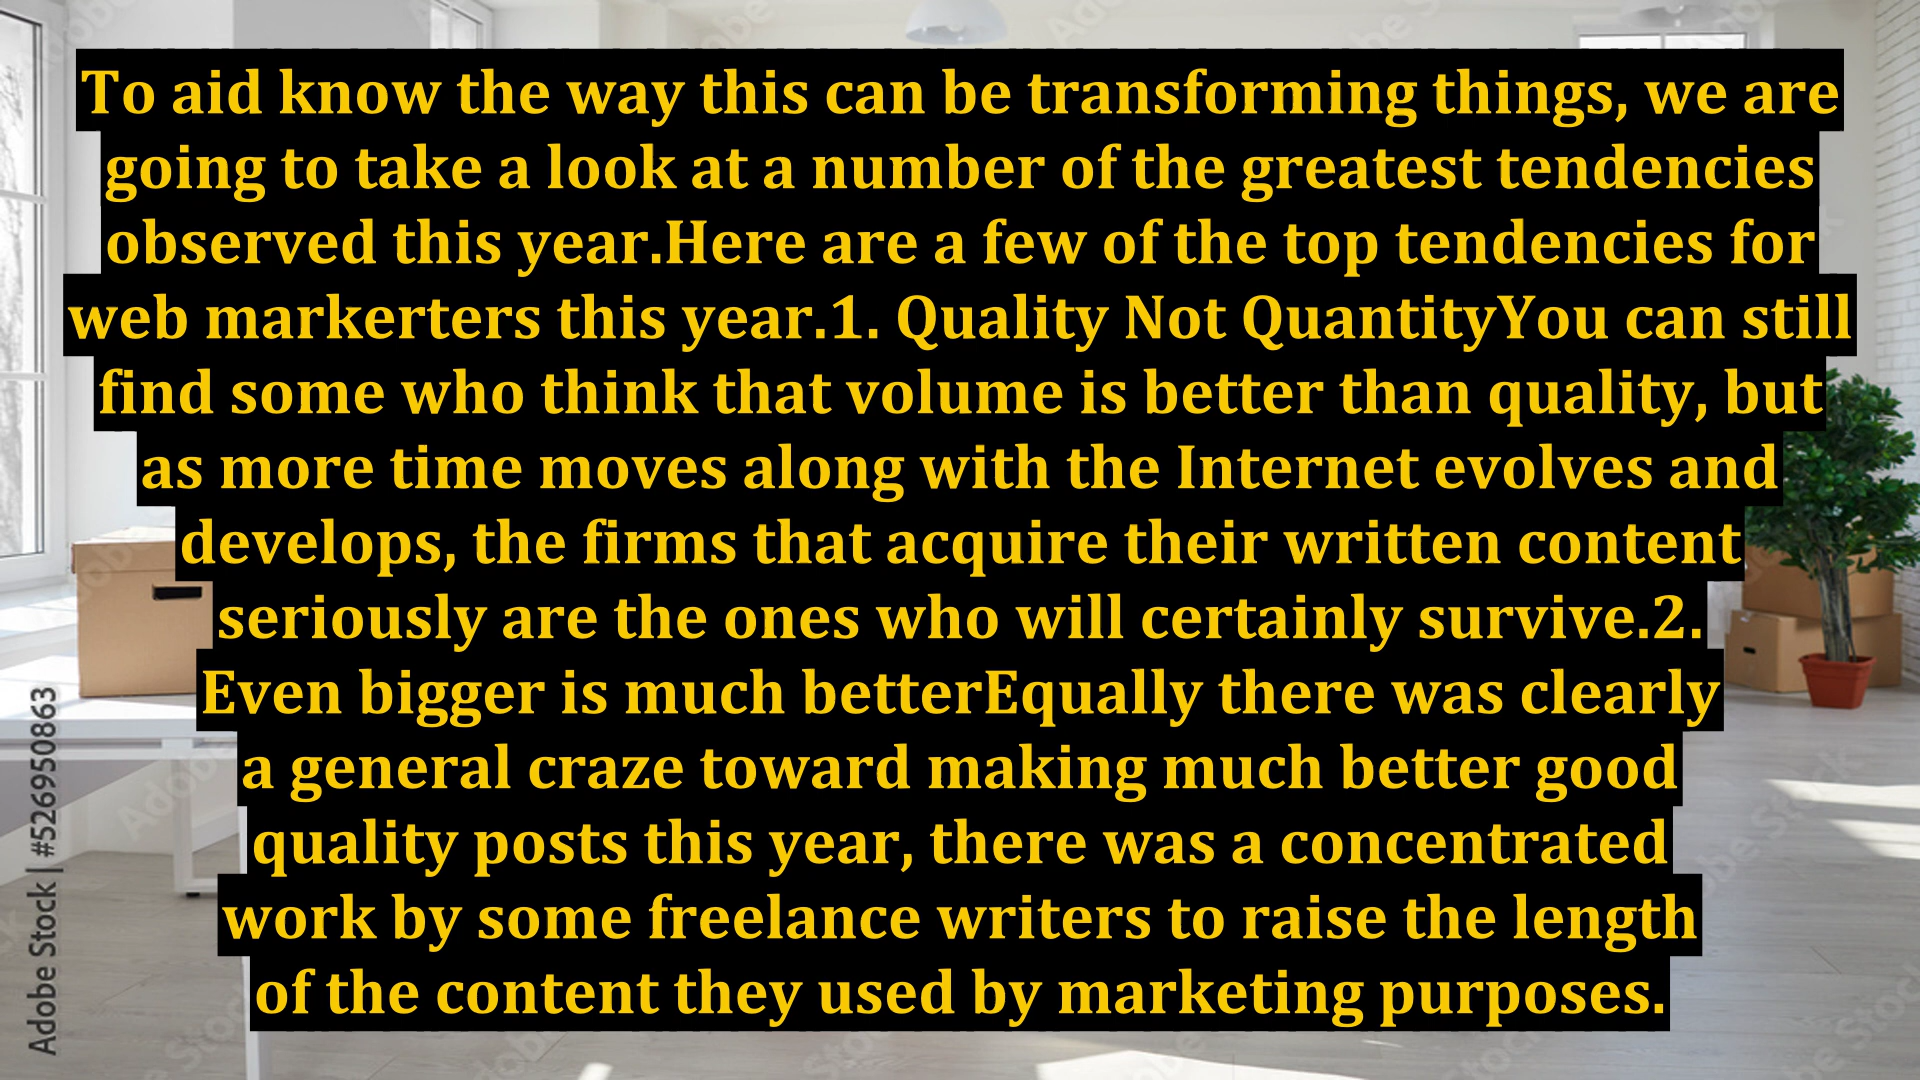 To aid know the way this can be transforming things, we are
going to take a look at a number of the greatest tendencies
observed this year.Here are a few of the top tendencies for
web markerters this year.1. Quality Not QuantityYou can still
find some who think that volume is better than quality, but
as more time moves along with the Internet evolves and
develops, the firms that acquire their written content
seriously are the ones who will certainly survive.2.
Even bigger is much betterEqually there was clearly
a general craze toward making much better good
quality posts this year, there was a concentrated
work by some freelance writers to raise the length
of the content they used by marketing purposes.
Adobe Stock | #526950863